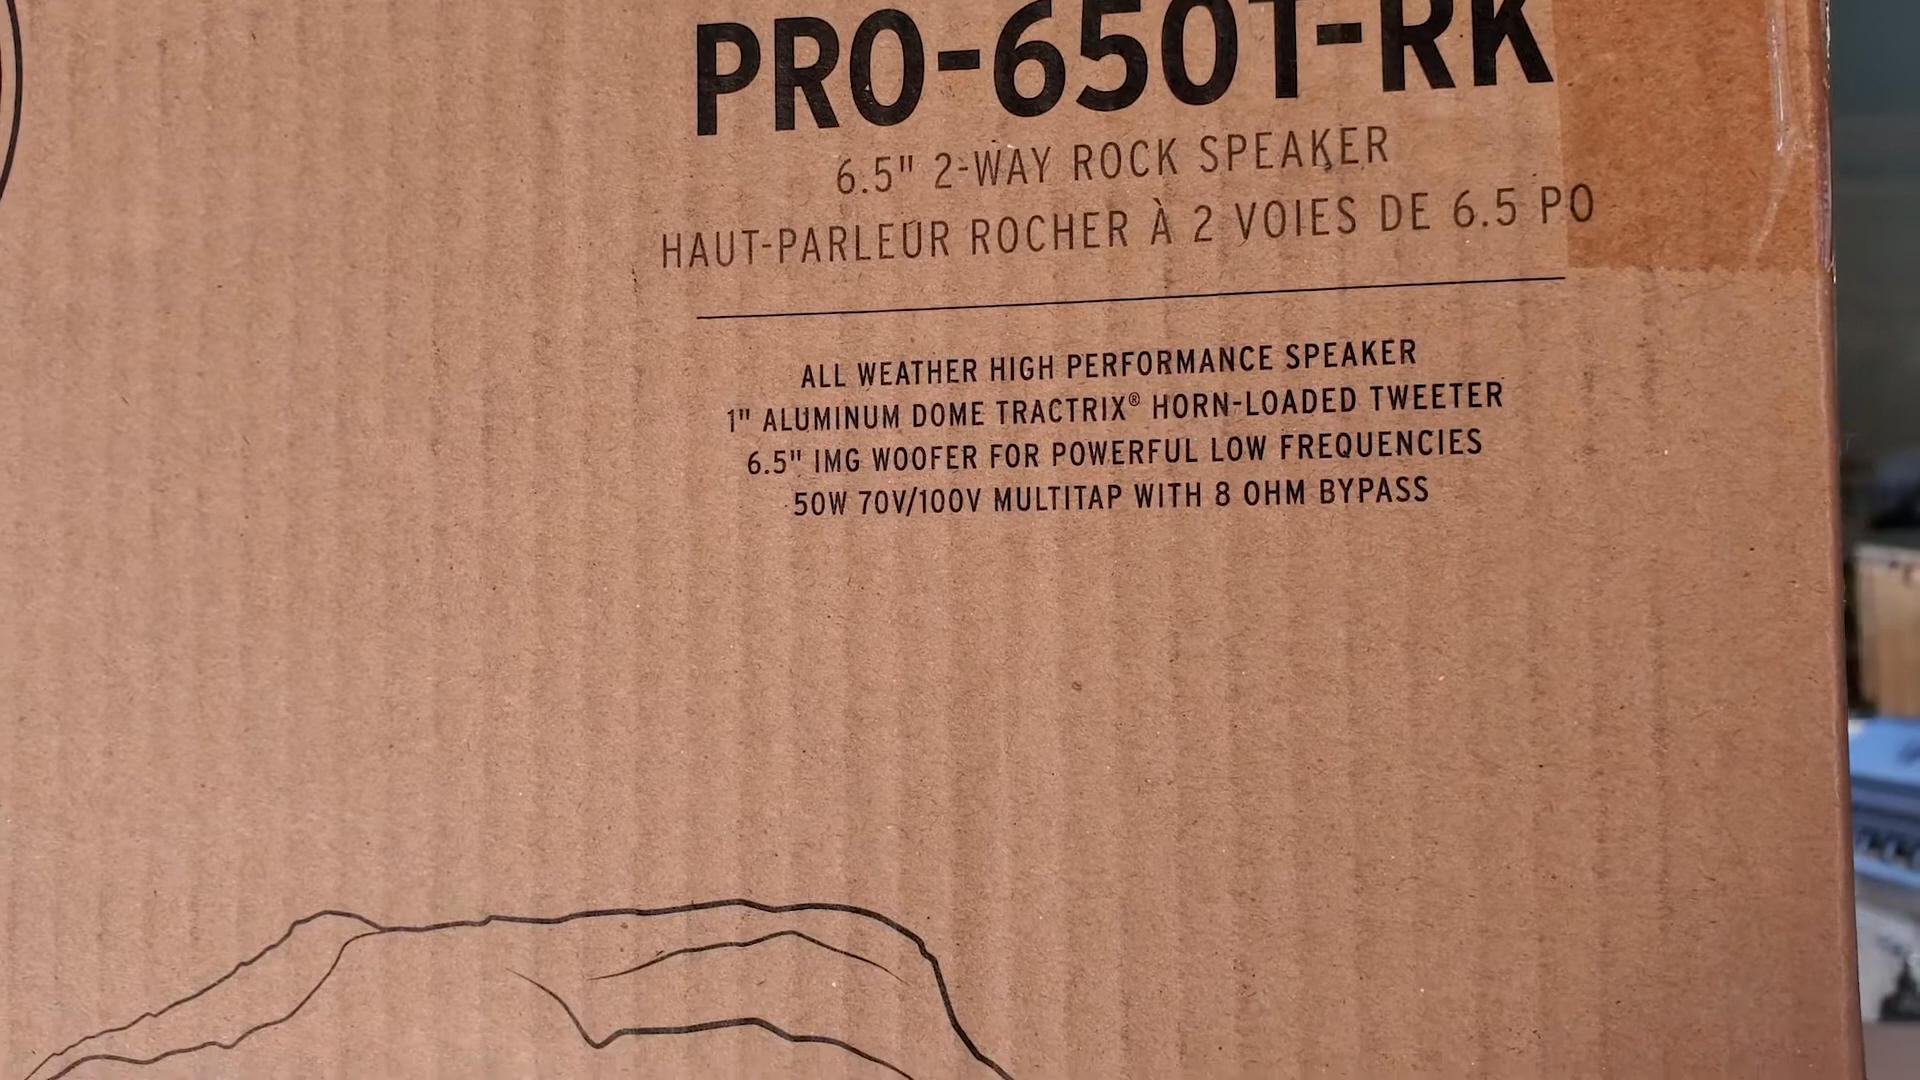 PRO-650T-RK
6.5" 2-WAY ROCK SPEAKER
HAUT-PARLEUR ROCHER À 2 VOIES DE 6.5 PO
ALL WEATHER HIGH PERFORMANCE SPEAKER
1" ALUMINUM DOME TRACTRIX® HORN-LOADED TWEETER
6.5" IMG WOOFER FOR POWERFUL LOW FREQUENCIES
50W 70V/100V MULTITAP WITH 8 OHM BYPASS